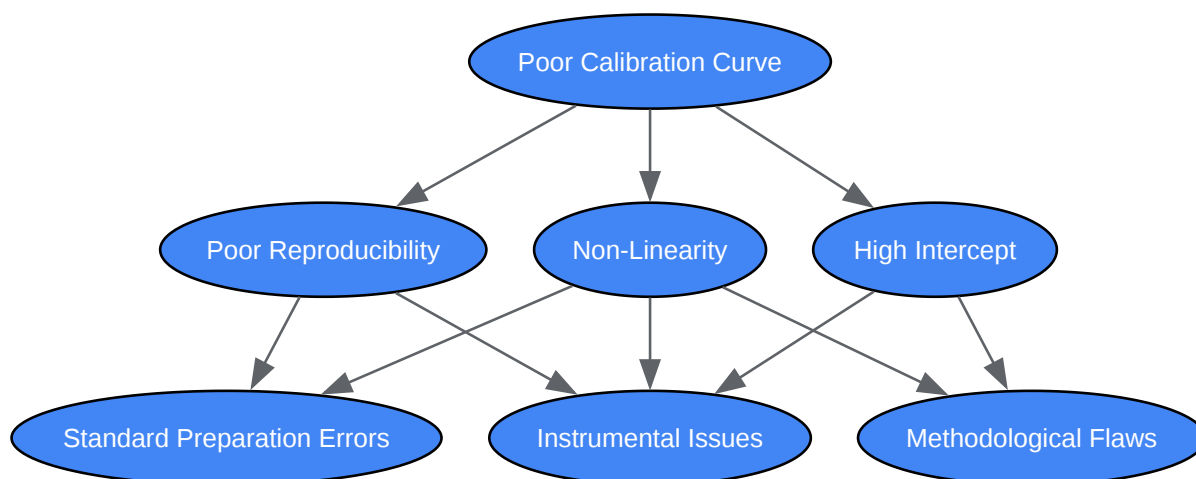 Poor Calibration Curve
Poor Reproducibility
Non-Linearity
High Intercept
Standard Preparation Errors
Instrumental Issues
Methodological Flaws